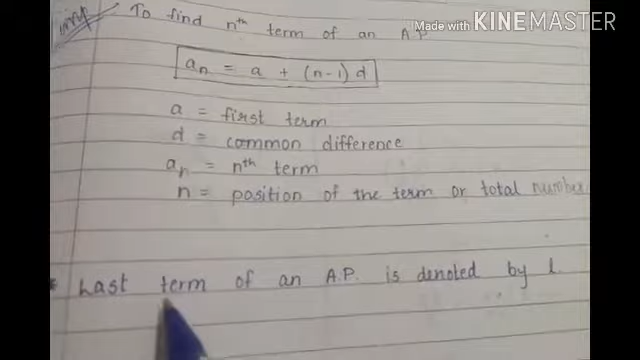 imp To find nth term of an A.P.
Made with KINEMASTER
an = a + (n-1) d
a = first term
d = common difference
an = nth term
n = position of the term or total number
* Last term of an A.P. is denoted by l.